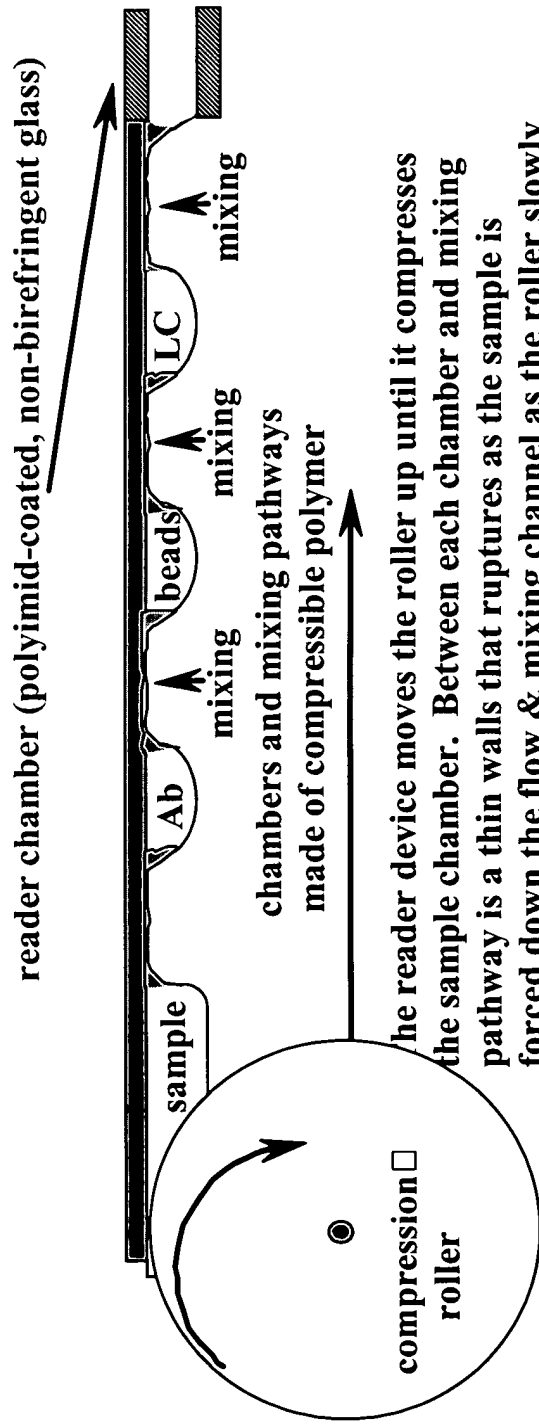 reader chamber (polyimid-coated, non-birefringent glass)
sample
Ab
beads
LC
mixing
mixing
mixing
chambers and mixing pathways
made of compressible polymer
compression□
roller
he reader device moves the roller up until it compresses
the sample chamber. Between each chamber and mixing
pathway is a thin walls that ruptures as the sample is
forced down the flow & mixing channel as the roller slowly